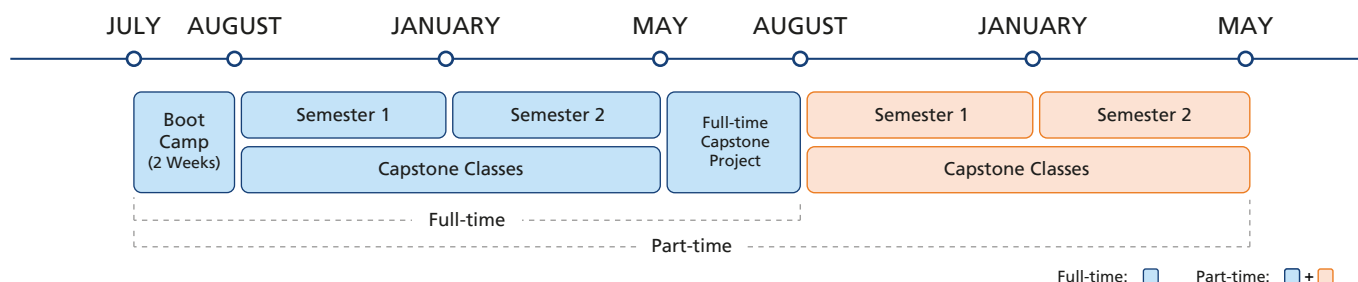 JULY AUGUST JANUARY MAY AUGUST JANUARY MAY
Boot
Camp
(2 Weeks)
Semester 1
Semester 2
Capstone Classes
Full-time
Capstone
Project
Semester 1
Semester 2
Capstone Classes
Full-time
Part-time
Full-time: Part-time: +